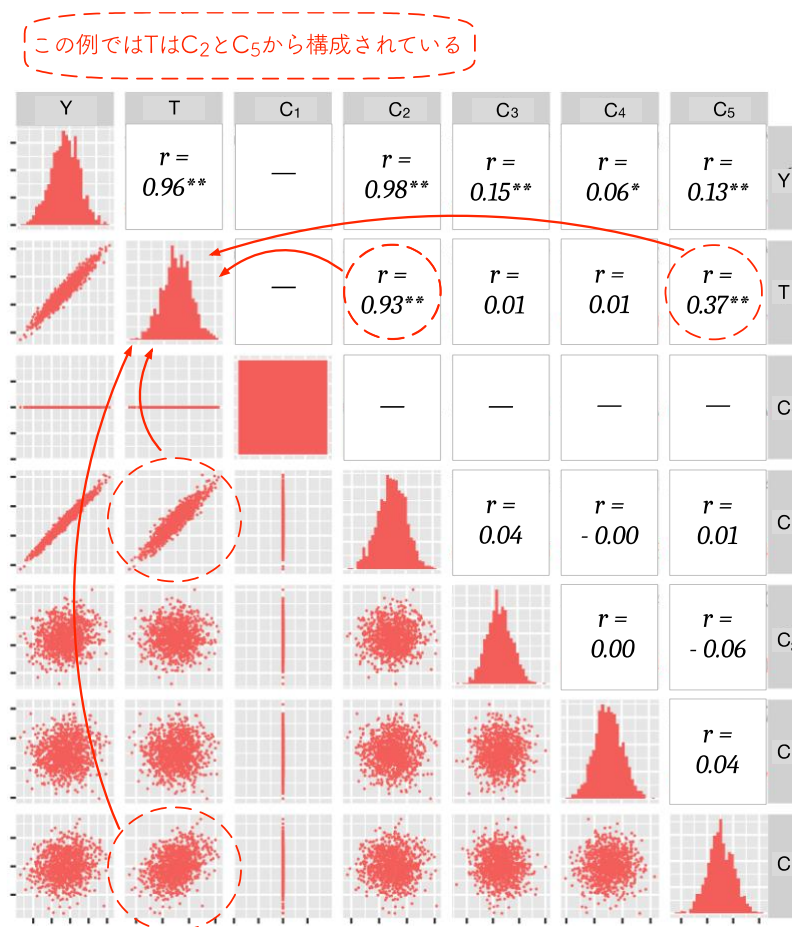 この例ではTはC₂とC₅から構成されている
Y T C₁ C₂ C₃ C₄ C₅
r = 0.96** — r = 0.98** r = 0.15** r = 0.06* r = 0.13** Y
— r = 0.93** r = 0.01 r = 0.01 r = 0.37** T
— — — — C
r = 0.04 r = - 0.00 r = 0.01 C
r = 0.00 r = - 0.06 C
r = 0.04 C
C